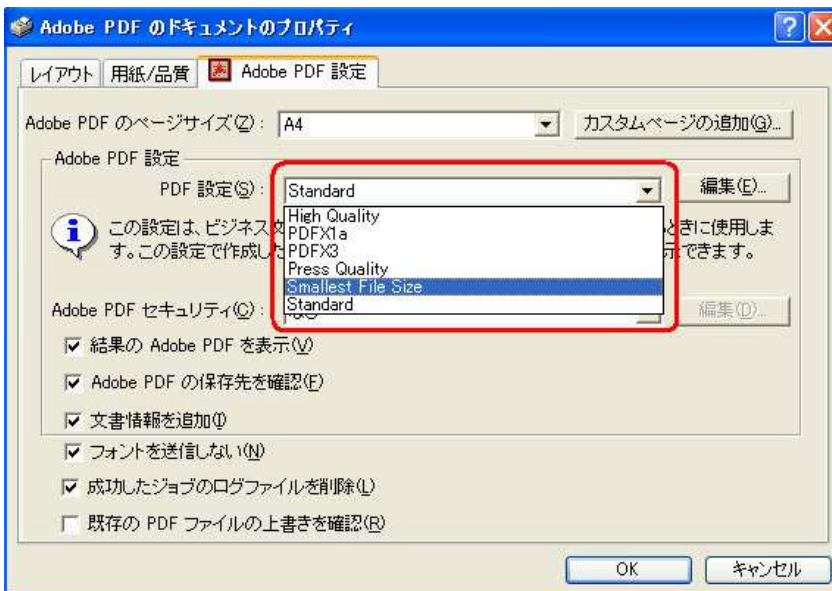 Adobe PDF のドキュメントのプロパティ
レイアウト 用紙/品質 Adobe PDF 設定
Adobe PDF のページサイズ(Z): A4 カスタムページの追加(G)...
Adobe PDF 設定
PDF 設定(S): Standard 編集(E)...
High Quality
PDFX1a
PDFX3
Press Quality
Smallest File Size
Standard
この設定は、ビジネス文 ときに使用しま
す。この設定で作成した 示できます。
Adobe PDF セキュリティ(C): 編集(D)...
結果の Adobe PDF を表示(V)
Adobe PDF の保存先を確認(F)
文書情報を追加(I)
フォントを送信しない(N)
成功したジョブのログファイルを削除(L)
既存の PDF ファイルの上書きを確認(R)
OK キャンセル